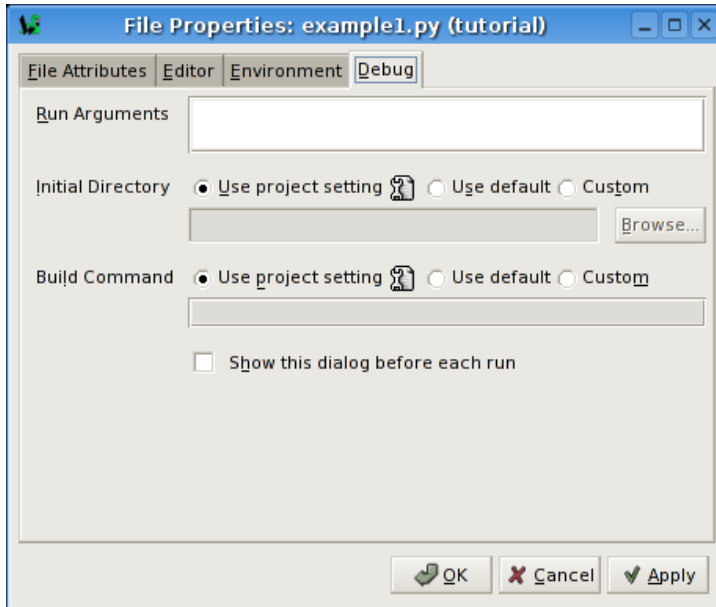 File Properties: example1.py (tutorial)
File Attributes Editor Environment Debug
Run Arguments
Initial Directory Use project setting Use default Custom
Browse...
Build Command Use project setting Use default Custom
Show this dialog before each run
OK Cancel Apply